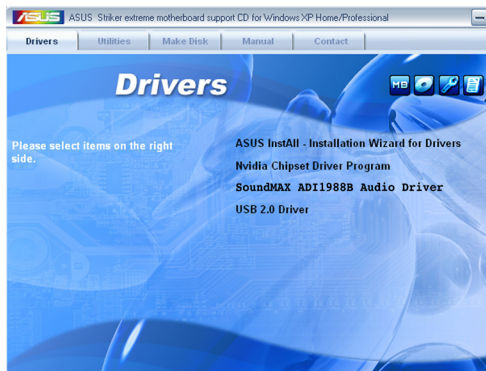 ASUS ASUS Striker extreme motherboard support CD for Windows XP Home/Professional
Drivers Utilities Make Disk Manual Contact
Drivers
MB
Please select items on the right
side.
ASUS InstAll - Installation Wizard for Drivers
Nvidia Chipset Driver Program
SoundMAX ADI1988B Audio Driver
USB 2.0 Driver